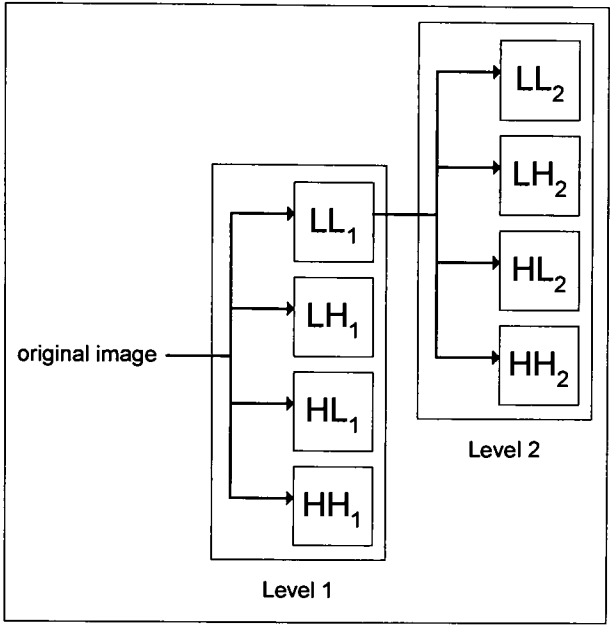 LL₂
LH₂
HL₂
HH₂
Level 2
LL₁
LH₁
original image
HL₁
HH₁
Level 1